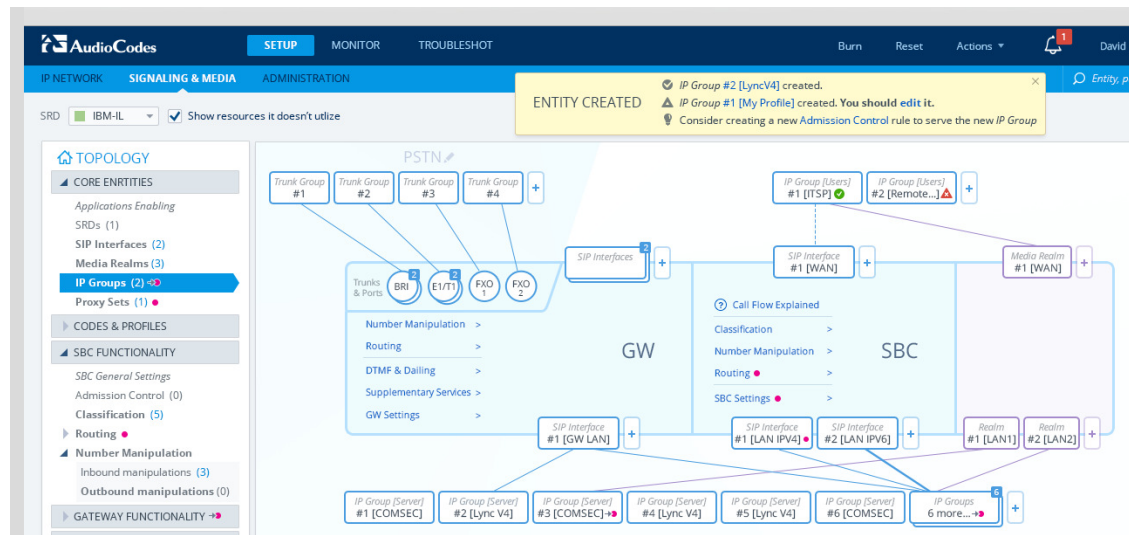 AudioCodes
SETUP MONITOR TROUBLESHOT Burn Reset Actions 1 David
IP NETWORK SIGNALING & MEDIA ADMINISTRATION Entity, p
ENTITY CREATED
IP Group #2 [LyncV4] created.
IP Group #1 [My Profile] created. You should edit it.
Consider creating a new Admission Control rule to serve the new IP Group
SRD IBM-IL Show resources it doesn't utlize
TOPOLOGY
CORE ENRTITIES
Applications Enabling
SRDs (1)
SIP Interfaces (2)
Media Realms (3)
IP Groups (2)
Proxy Sets (1)
CODES & PROFILES
SBC FUNCTIONALITY
SBC General Settings
Admission Control (0)
Classification (5)
Routing
Number Manipulation
Inbound manipulations (3)
Outbound manipulations (0)
GATEWAY FUNCTIONALITY
PSTN
Trunk Group
#1
Trunk Group
#2
Trunk Group
#3
Trunk Group
#4
+
IP Group [Users]
#1 [ITSP]
IP Group [Users]
#2 [Remote...]
+
SIP Interfaces
2
+
SIP Interface
#1 [WAN]
+
Media Realm
#1 [WAN]
+
Trunks
& Ports
BRI
2
E1/T1
2
FXO
1
FXO
2
Number Manipulation >
Routing >
DTMF & Dailing >
Supplementary Services >
GW Settings >
GW
? Call Flow Explained
Classification >
Number Manipulation >
Routing >
SBC Settings >
SBC
SIP Interface
#1 [GW LAN]
+
SIP Interface
#1 [LAN IPV4]
SIP Interface
#2 [LAN IPV6]
+
Realm
#1 [LAN1]
Realm
#2 [LAN2]
+
IP Group [Server]
#1 [COMSEC]
IP Group [Server]
#2 [Lync V4]
IP Group [Server]
#3 [COMSEC]
IP Group [Server]
#4 [Lync V4]
IP Group [Server]
#5 [Lync V4]
IP Group [Server]
#6 [COMSEC]
IP Groups
6 more...
6
+